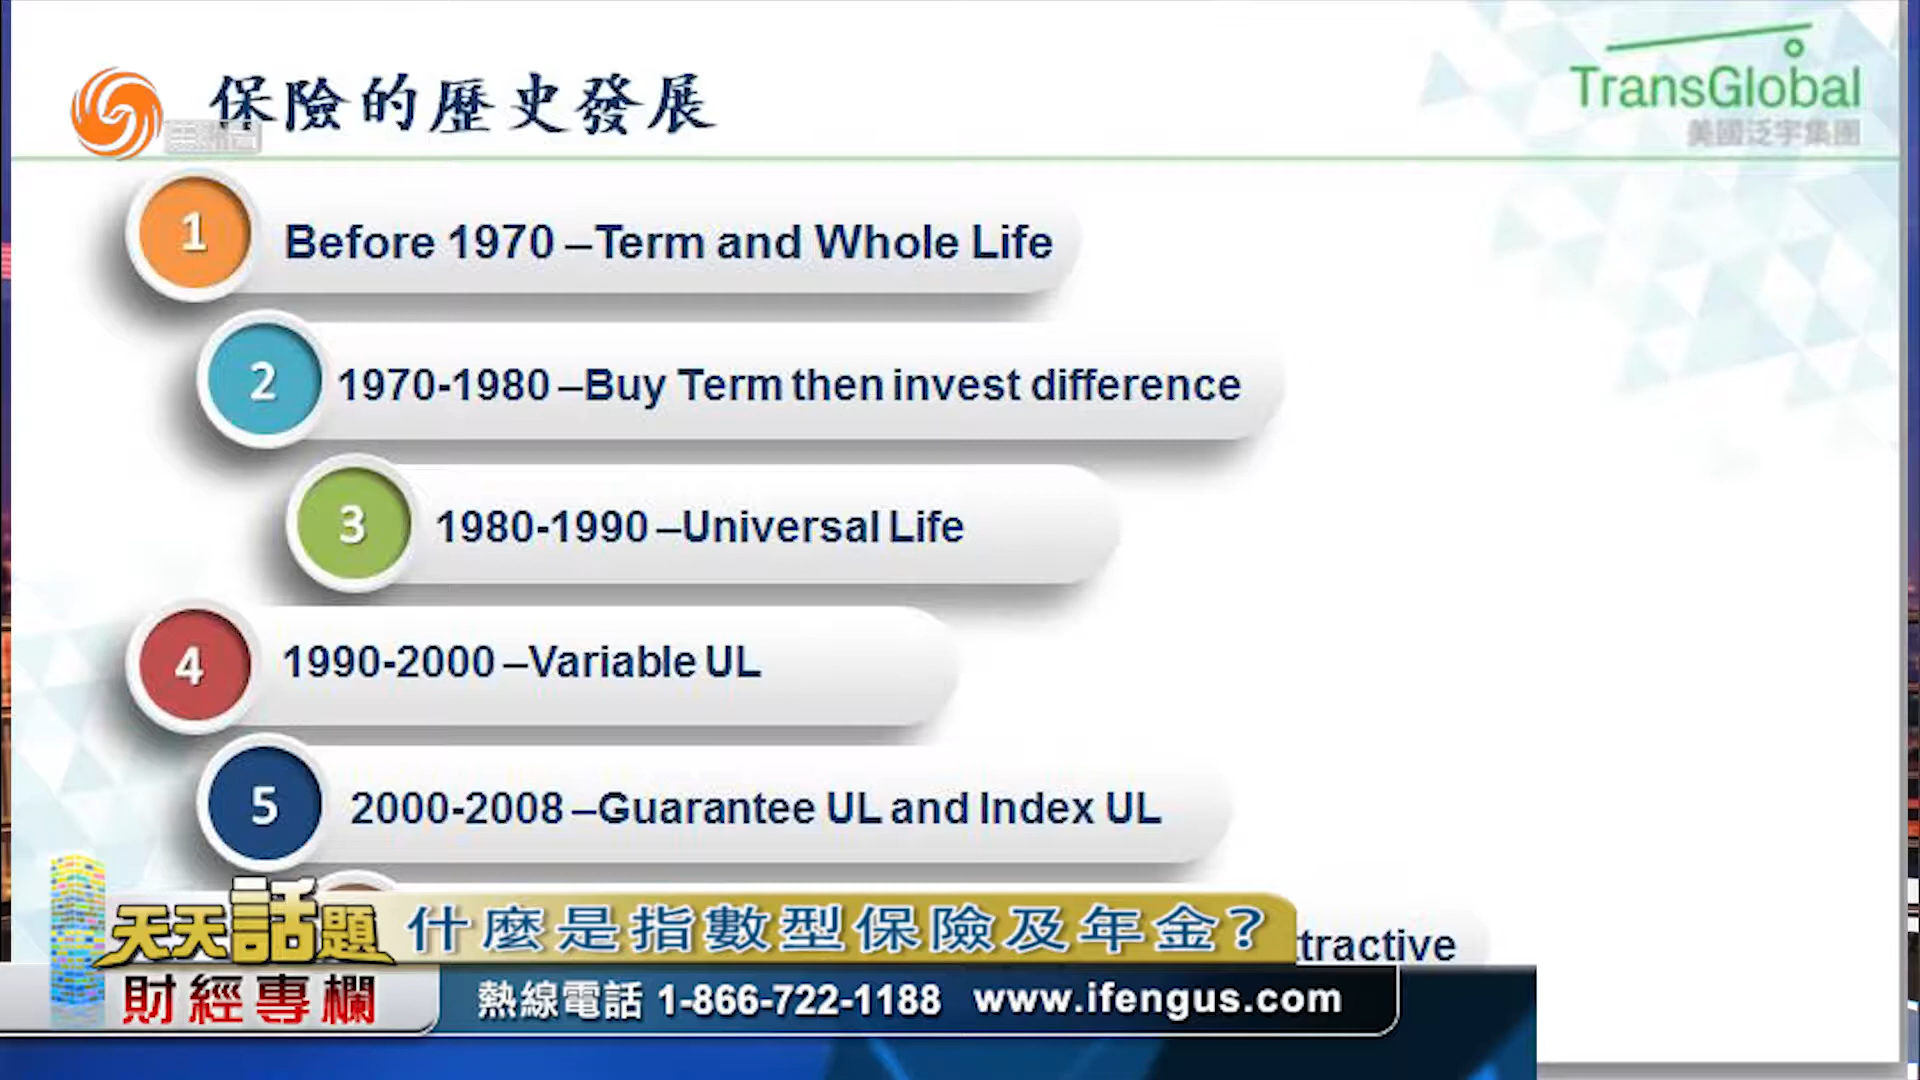 保險的歷史發展
TransGlobal
美國泛宇集團
1 Before 1970 –Term and Whole Life
2 1970-1980 –Buy Term then invest difference
3 1980-1990 –Universal Life
4 1990-2000 –Variable UL
5 2000-2008 –Guarantee UL and Index UL
tractive
天天話題
什麼是指數型保險及年金?
財經專欄
熱線電話 1-866-722-1188 www.ifengus.com